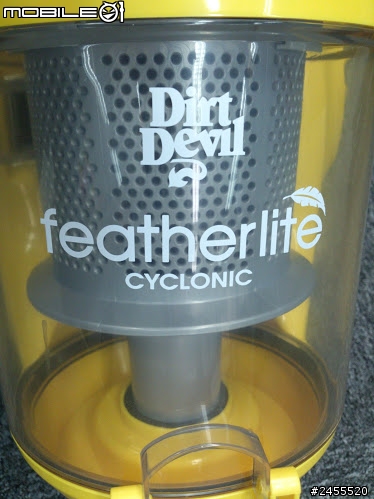 MOBILE01
Dirt
Devil
featherlite
CYCLONIC
#2455520